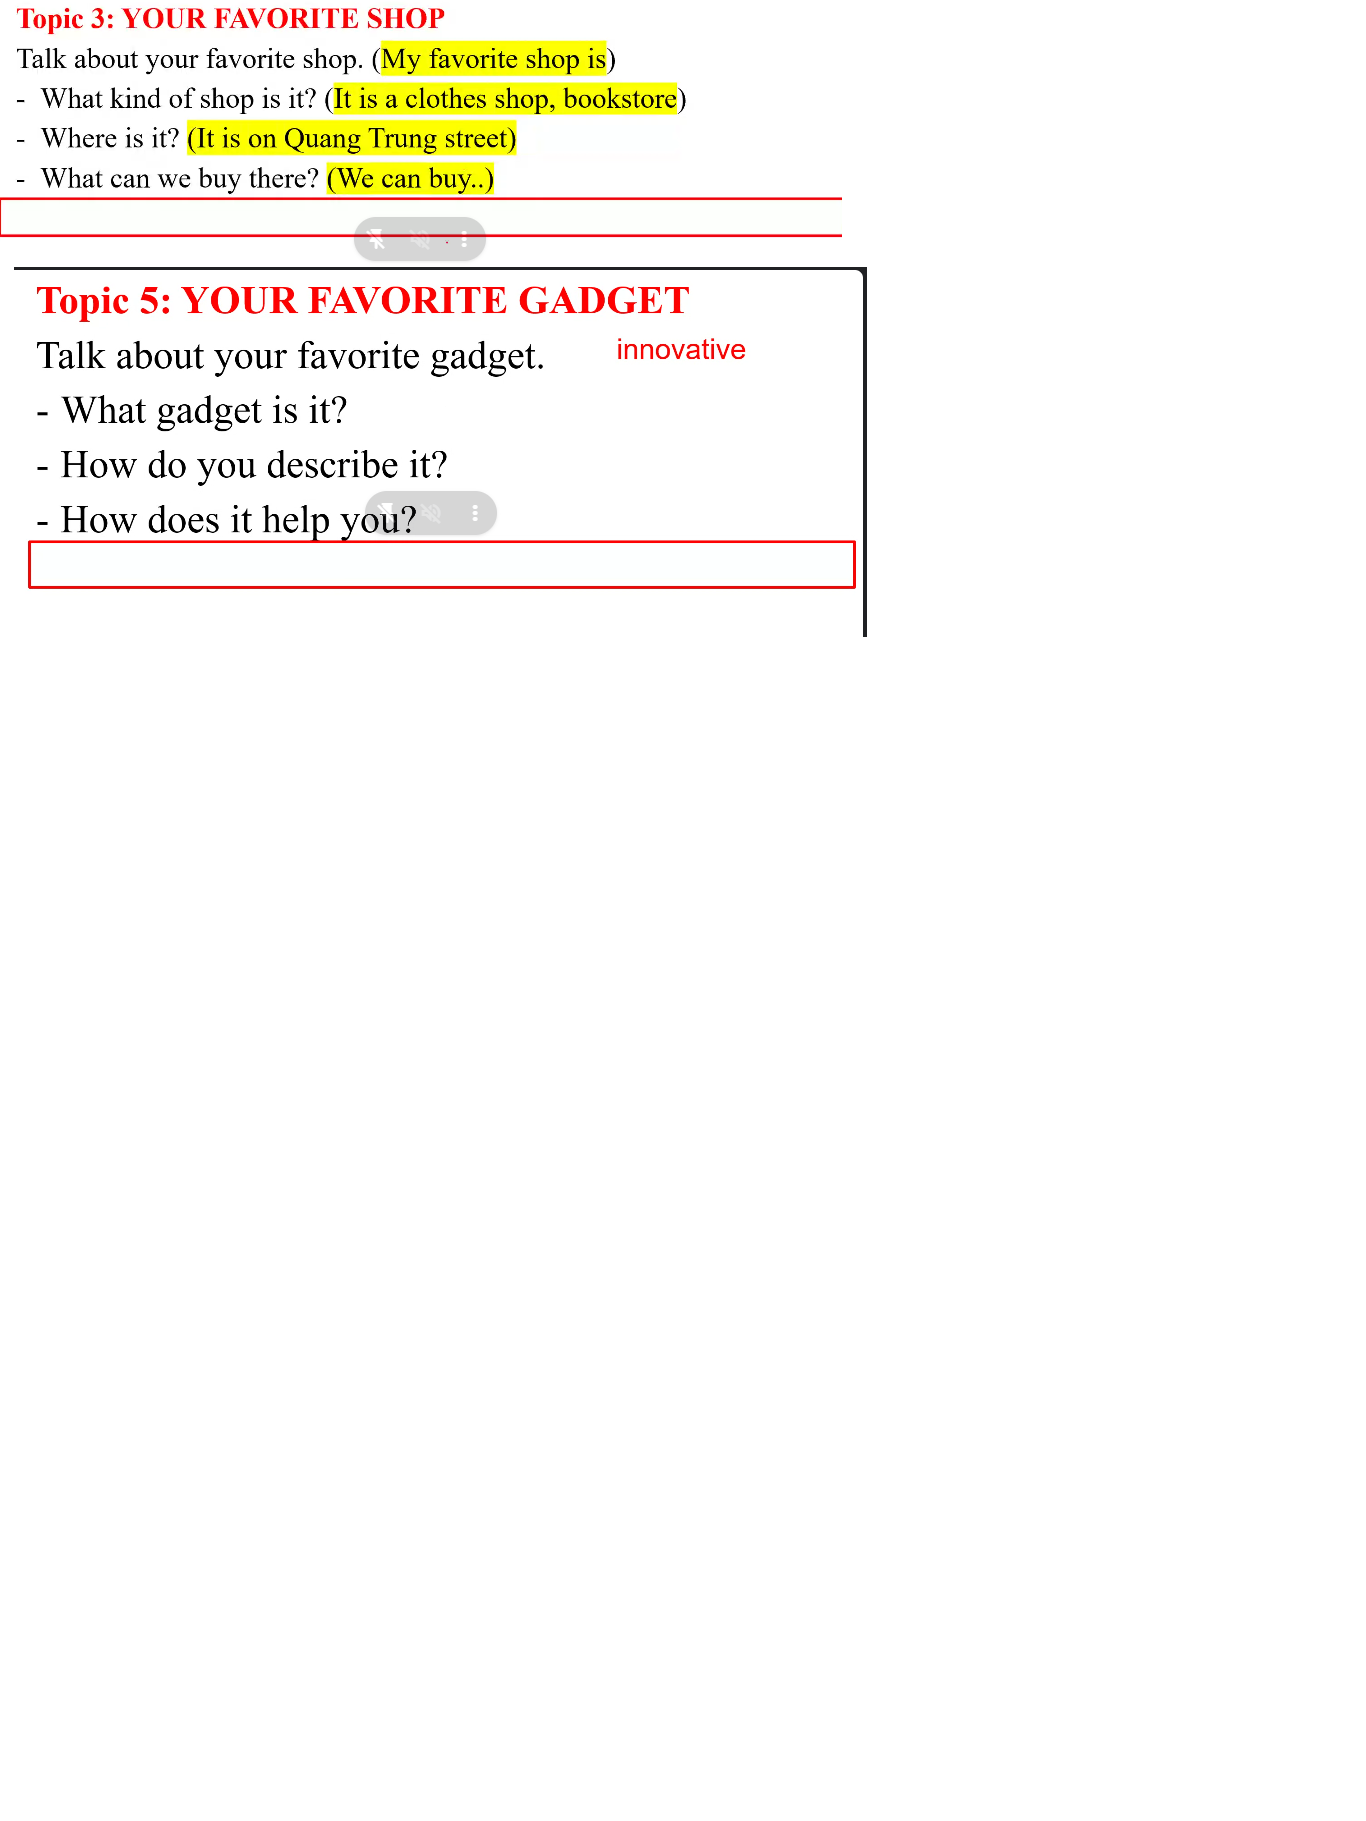 Topic 3: YOUR FAVORITE SHOP
Talk about your favorite shop. (My favorite shop is)
- What kind of shop is it? (It is a clothes shop, bookstore)
- Where is it? (It is on Quang Trung street)
- What can we buy there? (We can buy..)
Topic 5: YOUR FAVORITE GADGET
Talk about your favorite gadget. innovative
- What gadget is it?
- How do you describe it?
- How does it help you?